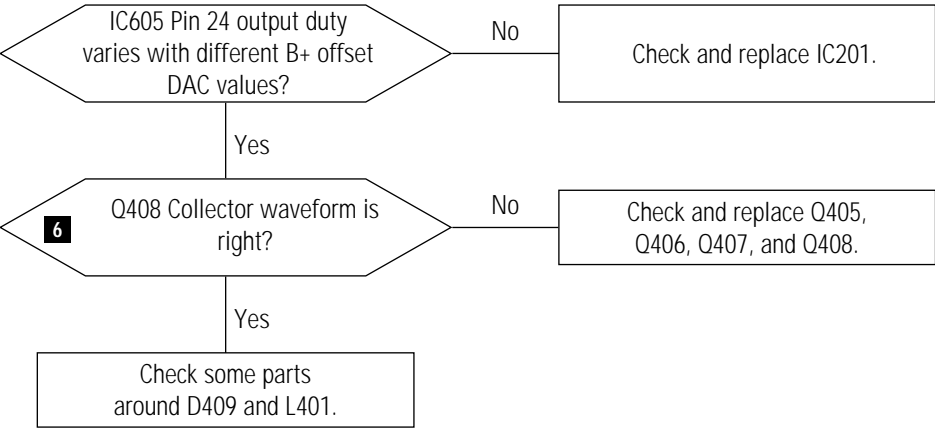 IC605 Pin 24 output duty
varies with different B+ offset
DAC values?
No
Check and replace IC201.
Yes
6
Q408 Collector waveform is
right?
No
Check and replace Q405,
Q406, Q407, and Q408.
Yes
Check some parts
around D409 and L401.